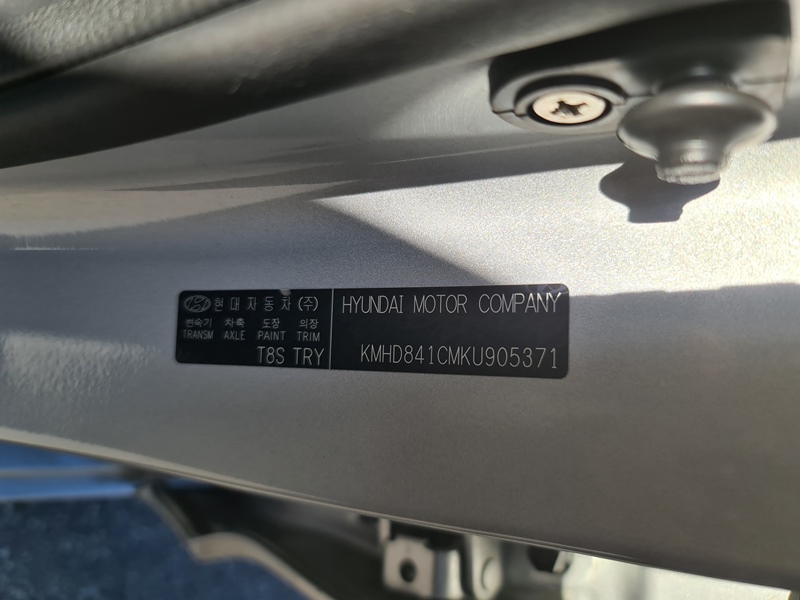 현대자동차(주)
변속기 차축 도장 의장
TRANSM AXLE PAINT TRIM
T8S TRY
HYUNDAI MOTOR COMPANY
KMHD841CMKU905371